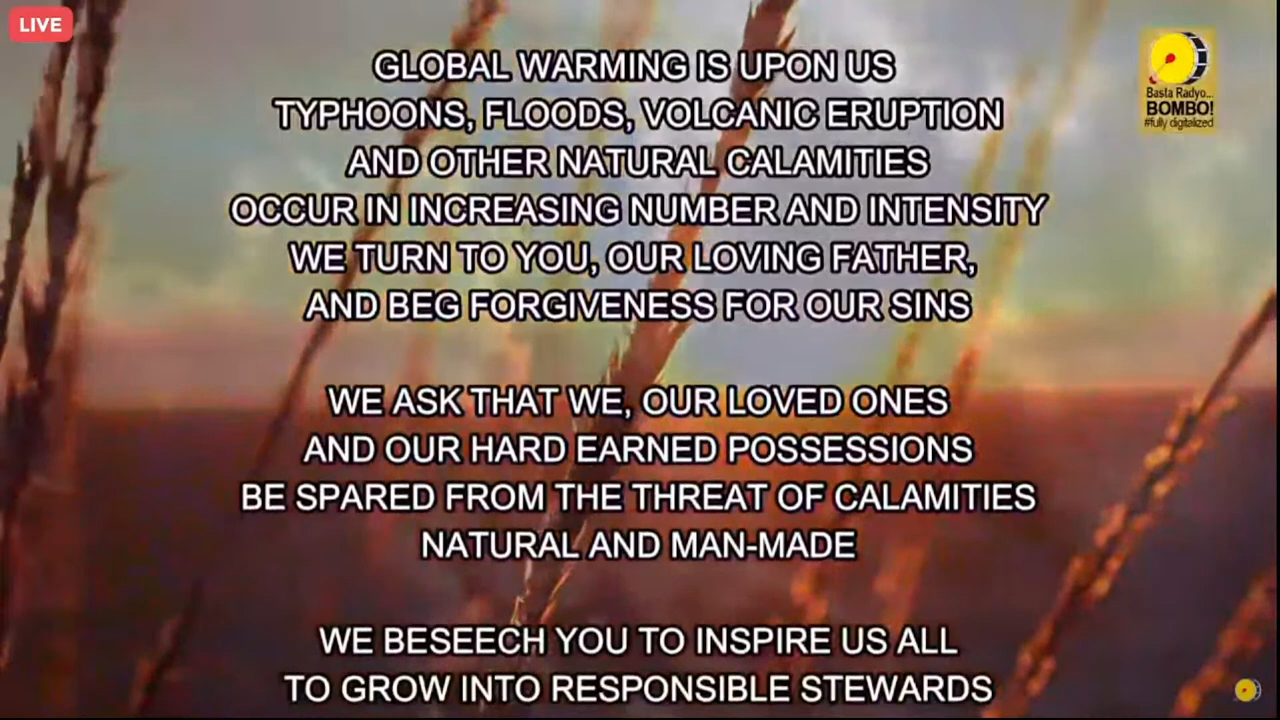 LIVE
GLOBAL WARMING IS UPON US
TYPHOONS, FLOODS, VOLCANIC ERUPTION
AND OTHER NATURAL CALAMITIES
OCCUR IN INCREASING NUMBER AND INTENSITY
WE TURN TO YOU, OUR LOVING FATHER,
AND BEG FORGIVENESS FOR OUR SINS
WE ASK THAT WE, OUR LOVED ONES
AND OUR HARD EARNED POSSESSIONS
BE SPARED FROM THE THREAT OF CALAMITIES
NATURAL AND MAN-MADE
WE BESEECH YOU TO INSPIRE US ALL
TO GROW INTO RESPONSIBLE STEWARDS
Basta Radyo...
BOMBO!
#fully digitalized